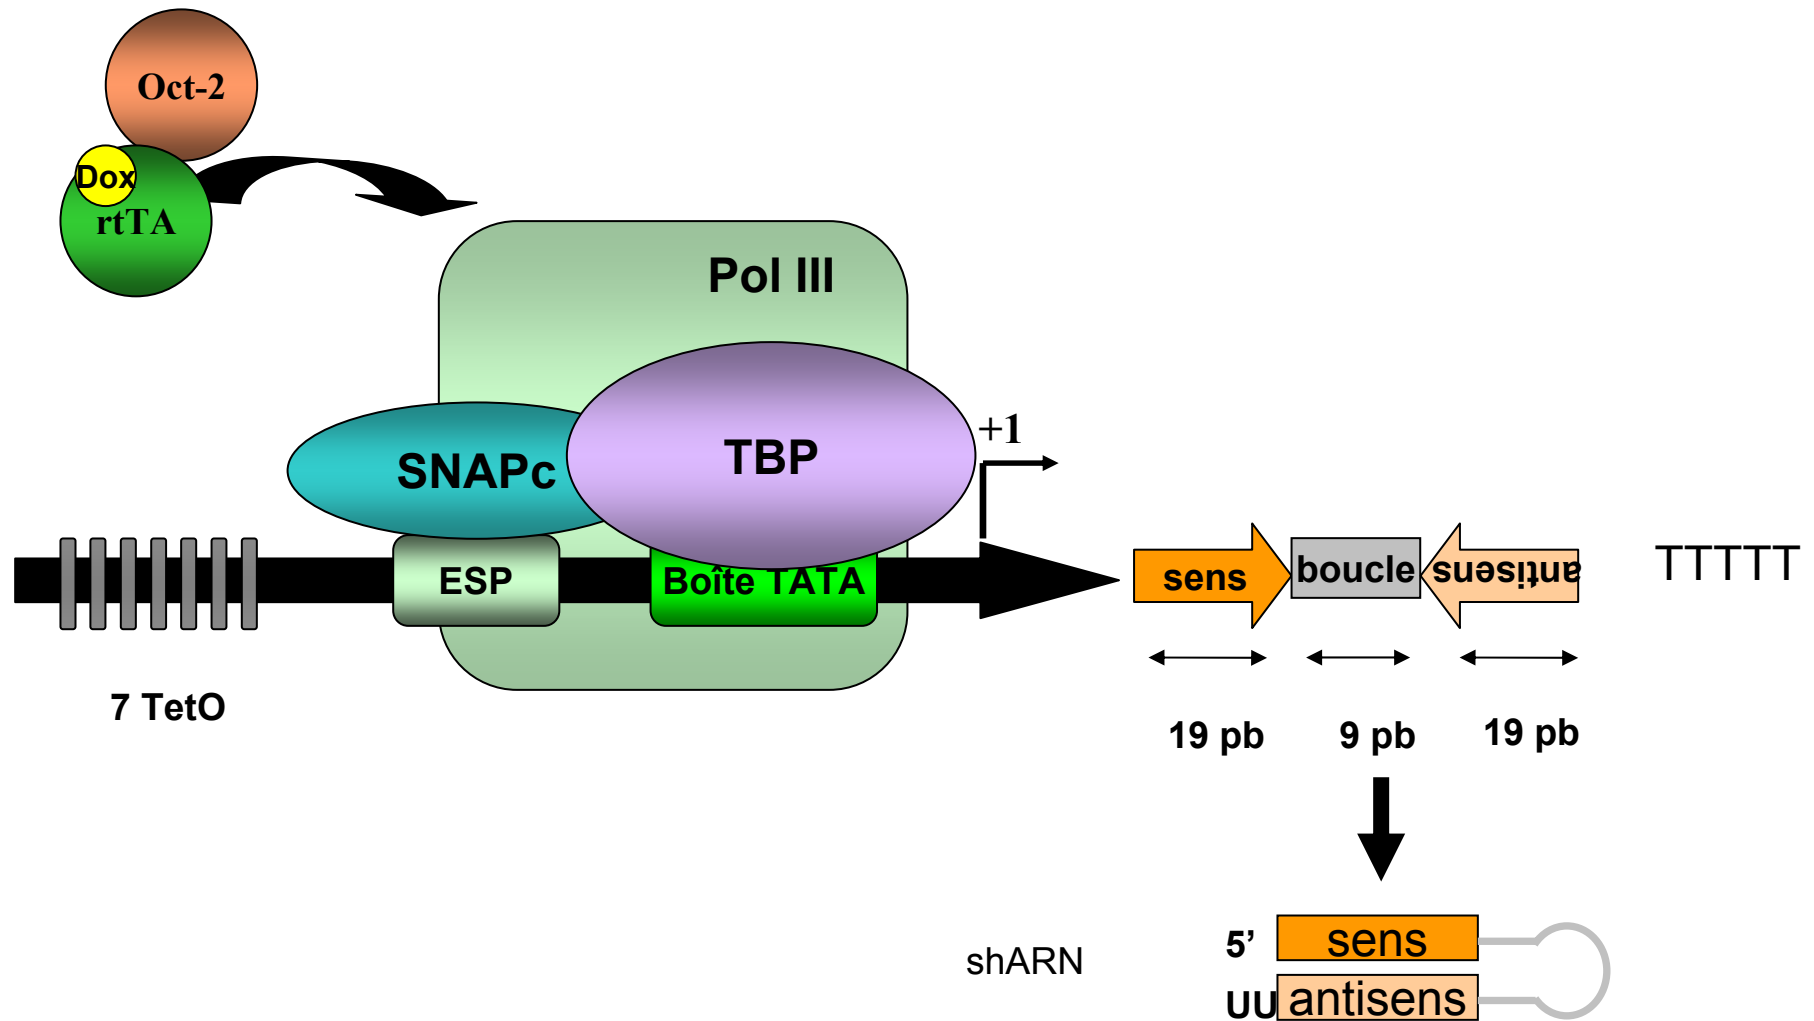 Oct-2
Dox
rtTA
Pol III
SNAPc
TBP
+1
ESP
Boîte TATA
sens
boucle
antisens
TTTTT
7 TetO
19 pb
9 pb
19 pb
shARN
5’
sens
UU
antisens